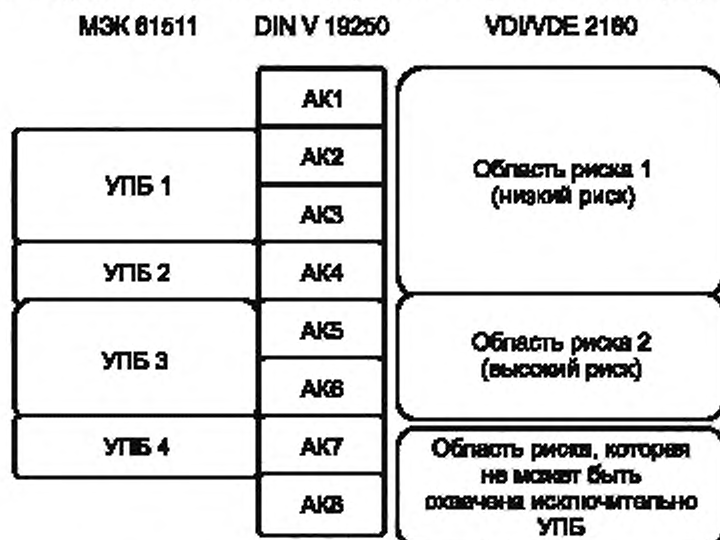 МЭК 61511 DIN V 19250 VDI/VDE 2180
АК1
АК2
УПБ 1
Область риска 1
(низкий риск)
АК3
УПБ 2
АК4
АК5
Область риска 2
(высокий риск)
УПБ 3
АК6
УПБ 4
АК7
Область риска, которая
не может быть
охвачена исключительно
УПБ
АК8